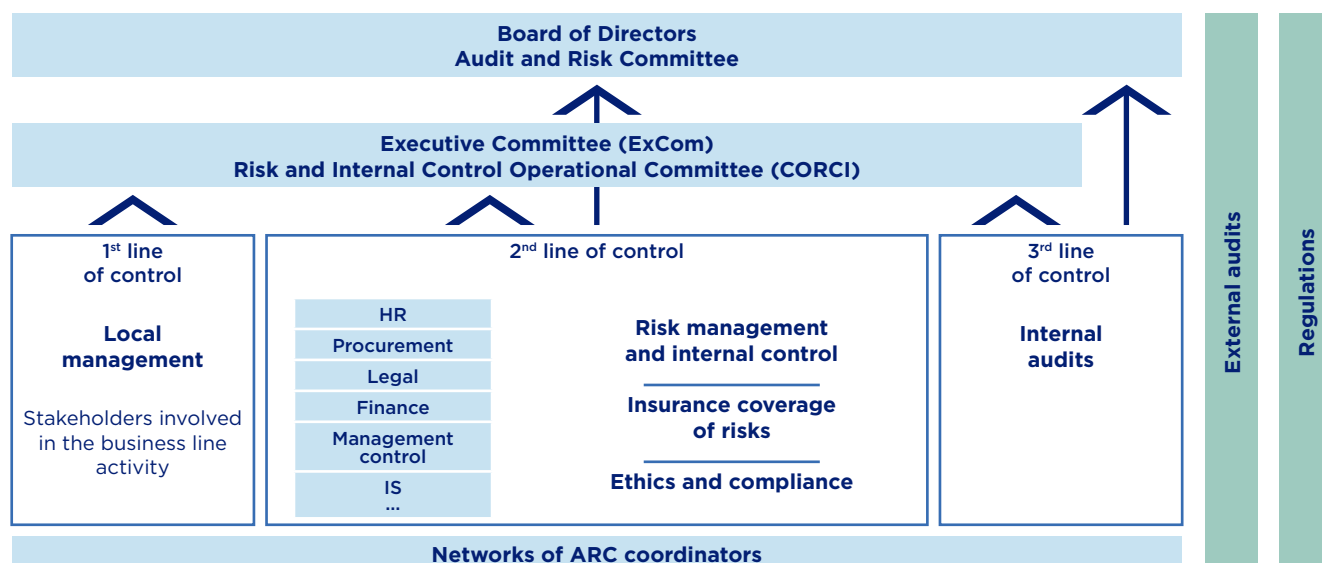 Board of Directors
Audit and Risk Committee
Executive Committee (ExCom)
Risk and Internal Control Operational Committee (CORCI)
1st line
of control
Local
management
Stakeholders involved
in the business line
activity
2nd line of control
HR
Procurement
Legal
Finance
Management
control
IS
...
Risk management
and internal control
Insurance coverage
of risks
Ethics and compliance
3rd line
of control
Internal
audits
Networks of ARC coordinators
External audits
Regulations